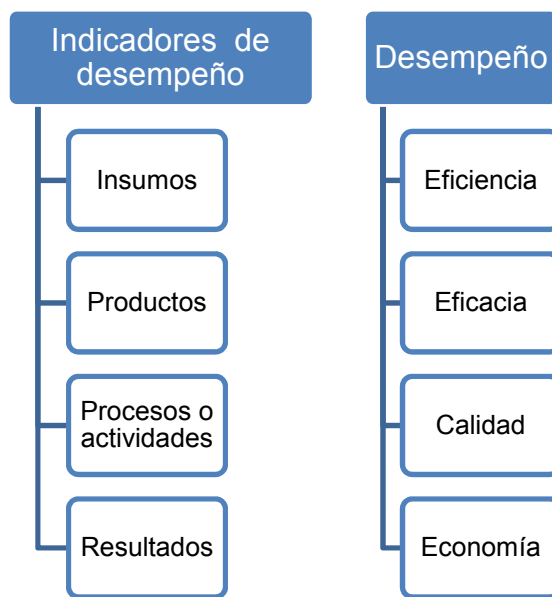 Indicadores de
desempeño
Insumos
Productos
Procesos o
actividades
Resultados
Desempeño
Eficiencia
Eficacia
Calidad
Economía